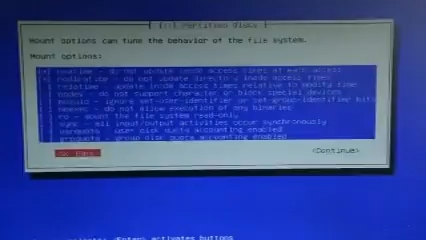 [!!] Partition disks
Mount options can tune the behavior of the file system.
Mount options:
[*] noatime - do not update inode access times at each access
nodiratime - do not update directory inode access times
relatime - update inode access times relative to modify time
nodev - do not support character or block special devices
nosuid - ignore set-user-identifier or set-group-identifier bits
noexec - do not allow execution of any binaries
ro - mount the file system read-only
sync - all input/output activities occur synchronously
usrquota - user disk quota accounting enabled
grpquota - group disk quota accounting enabled
<Go Back>
<Continue>
<Enter> activates buttons